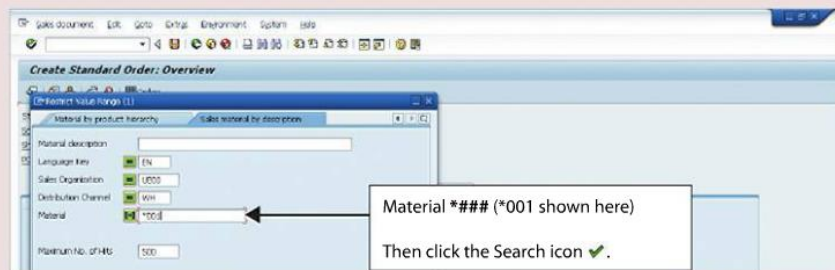 Sales document Edit Goto Extras Environment System Help
Create Standard Order: Overview
Restrict Value Range (1)
Material by product hierarchy Sales material by description
Material description
Language Key EN
Sales Organization UE00
Distribution Channel WH
Material *001
Maximum No. of Hits 500
Material *### (*001 shown here)
Then click the Search icon ✔.